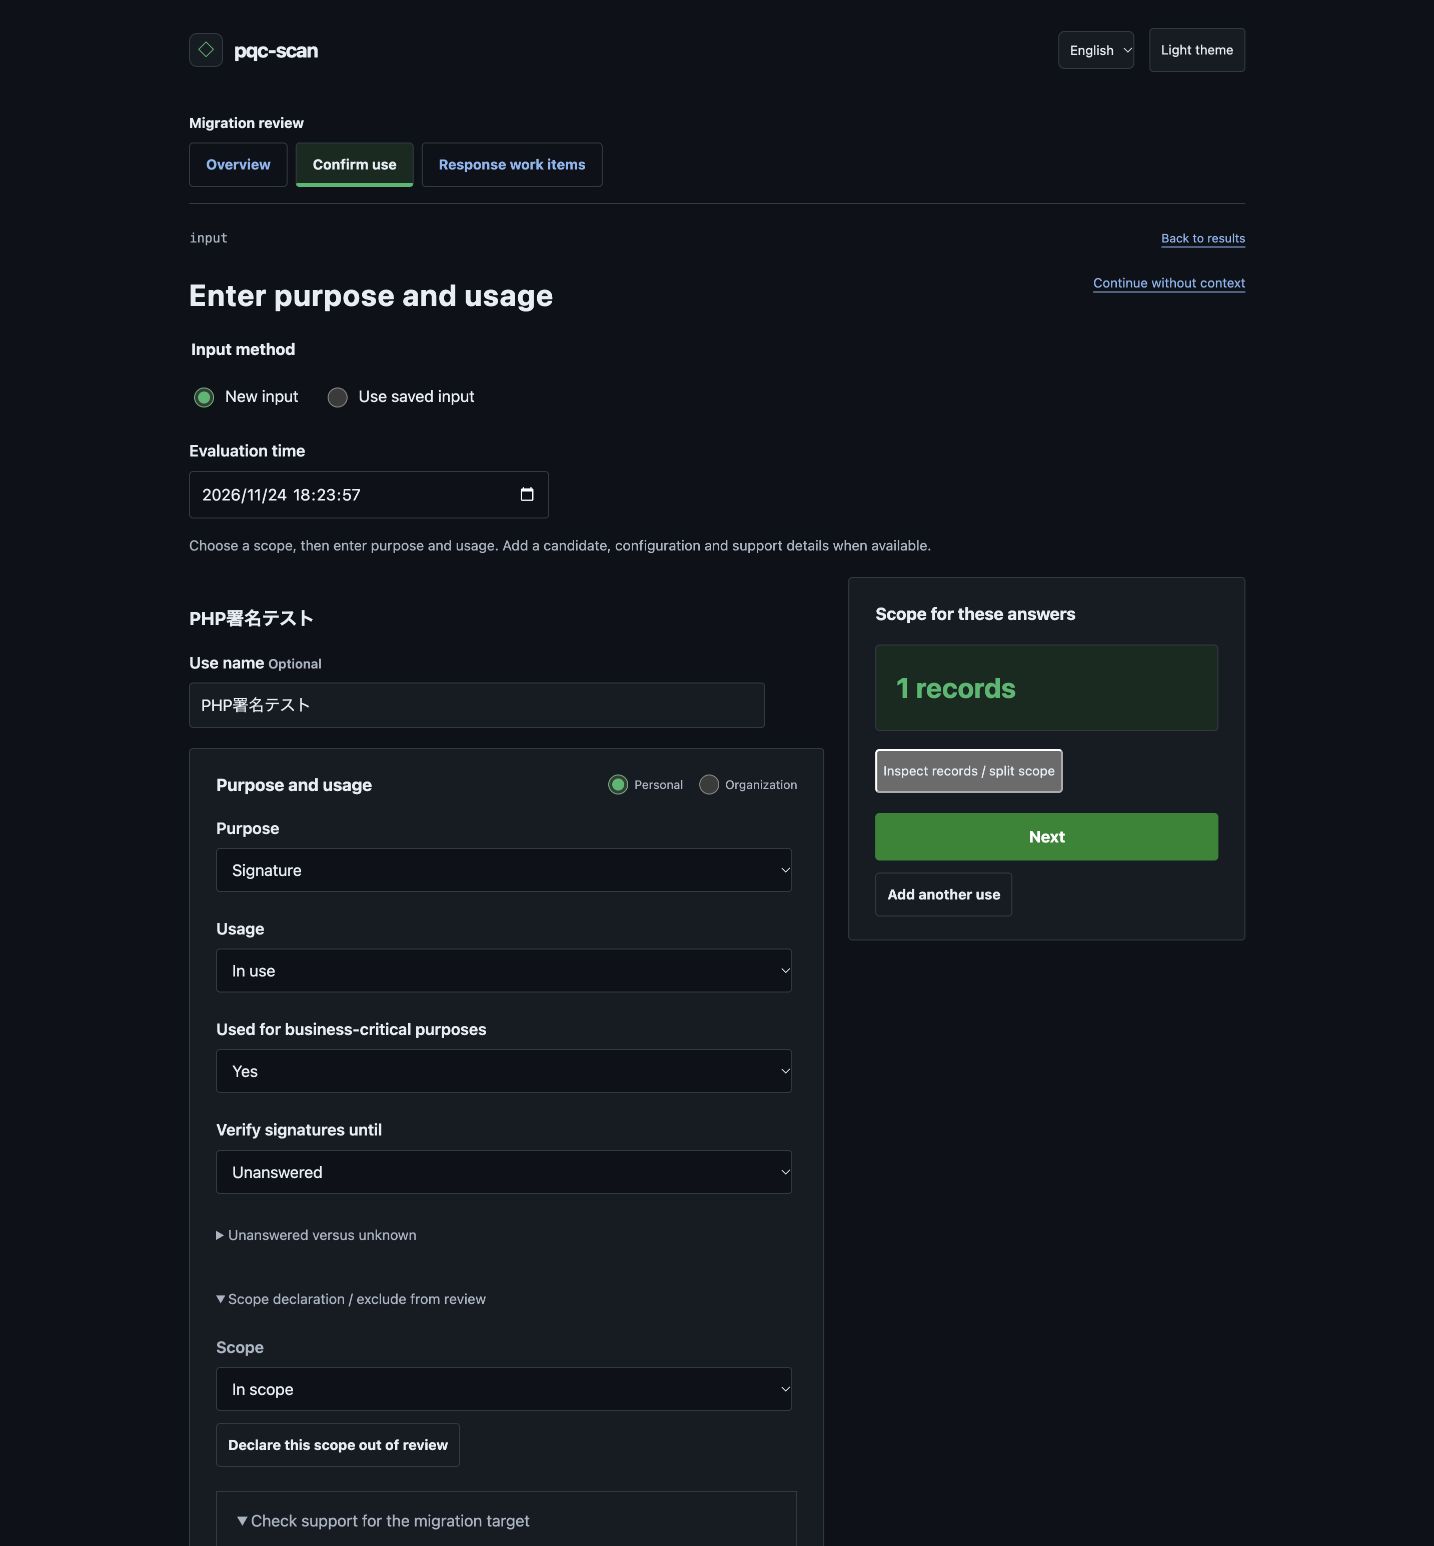 pqc-scan
English
Light theme
Migration review
Overview
Confirm use
Response work items
input
Back to results
Enter purpose and usage
Continue without context
Input method
New input
Use saved input
Evaluation time
2026/11/24 18:23:57
Choose a scope, then enter purpose and usage. Add a candidate, configuration and support details when available.
PHP署名テスト
Use name Optional
PHP署名テスト
Purpose and usage
Personal
Organization
Purpose
Signature
Usage
In use
Used for business-critical purposes
Yes
Verify signatures until
Unanswered
Unanswered versus unknown
Scope declaration / exclude from review
Scope
In scope
Declare this scope out of review
Check support for the migration target
Scope for these answers
1 records
Inspect records / split scope
Next
Add another use